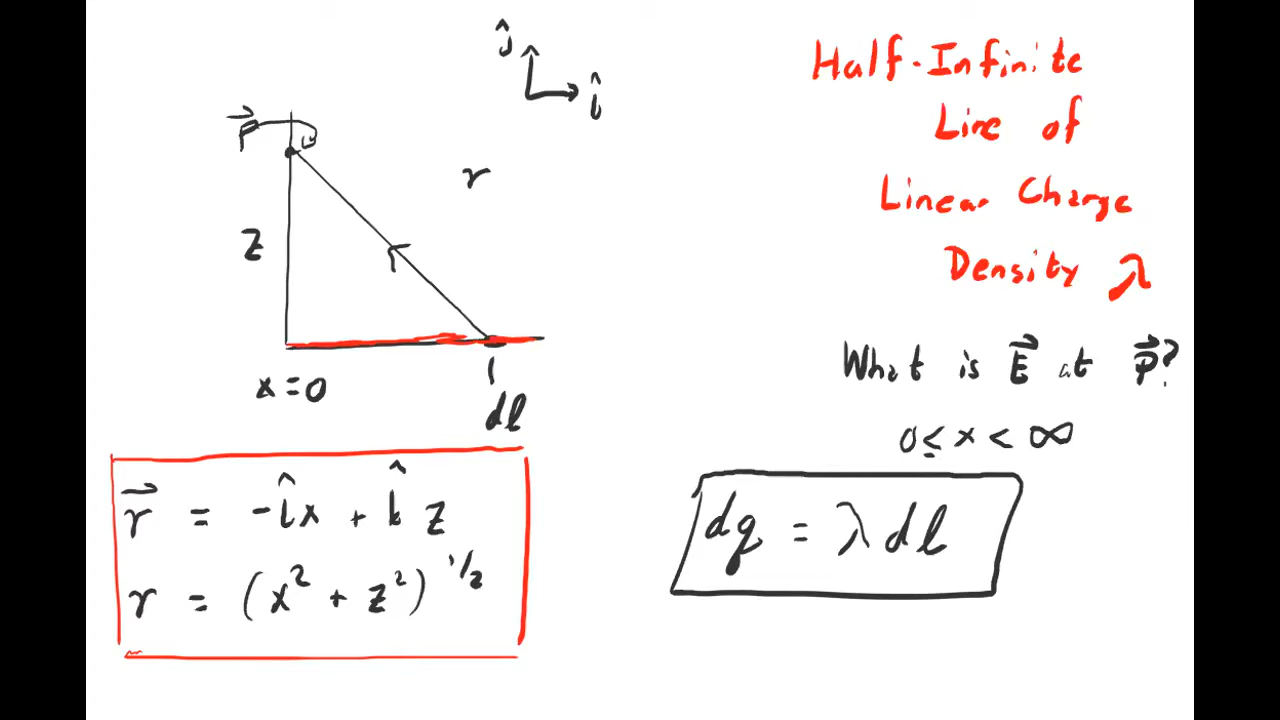 ĵ
î
Half-Infinite
Line of
Linear Charge
Density λ
P⃗
r
z
x=0
dl
What is E⃗ at P⃗?
0 ≤ x < ∞
r⃗ = -îx + k̂ z
r = (x² + z²)^1/2
dq = λ dl